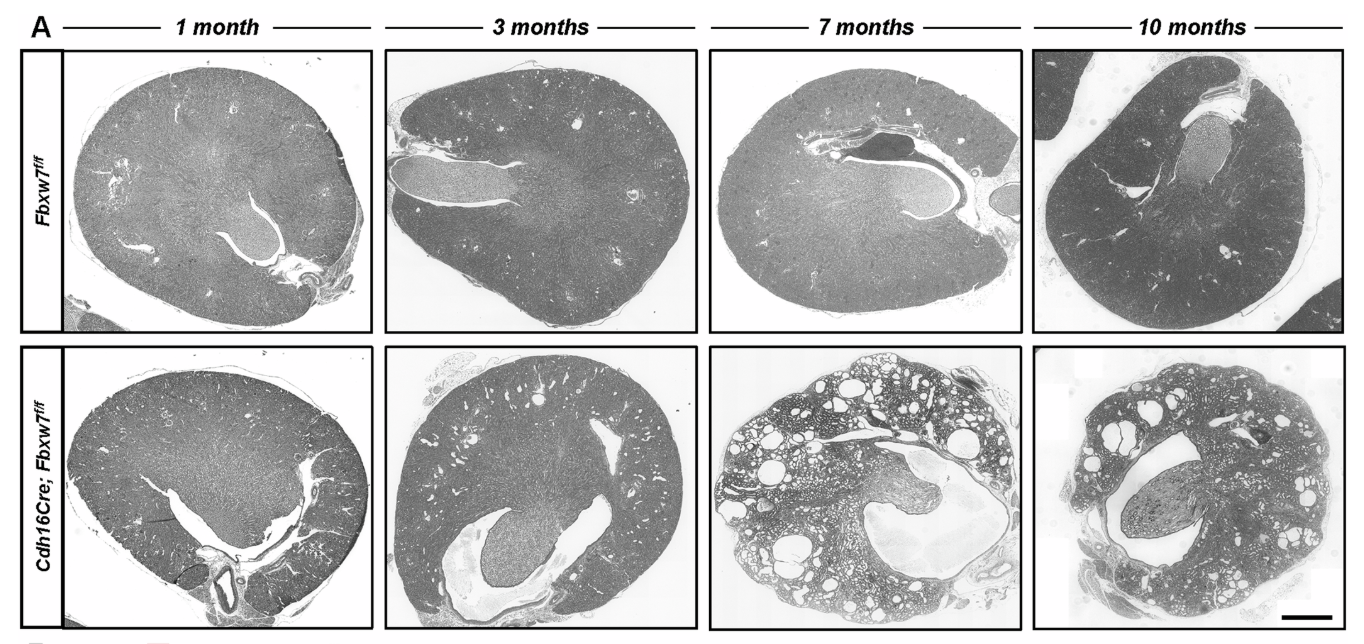 A 1 month 3 months 7 months 10 months
Fbxw7f/f
Cdh16Cre; Fbxw7f/f